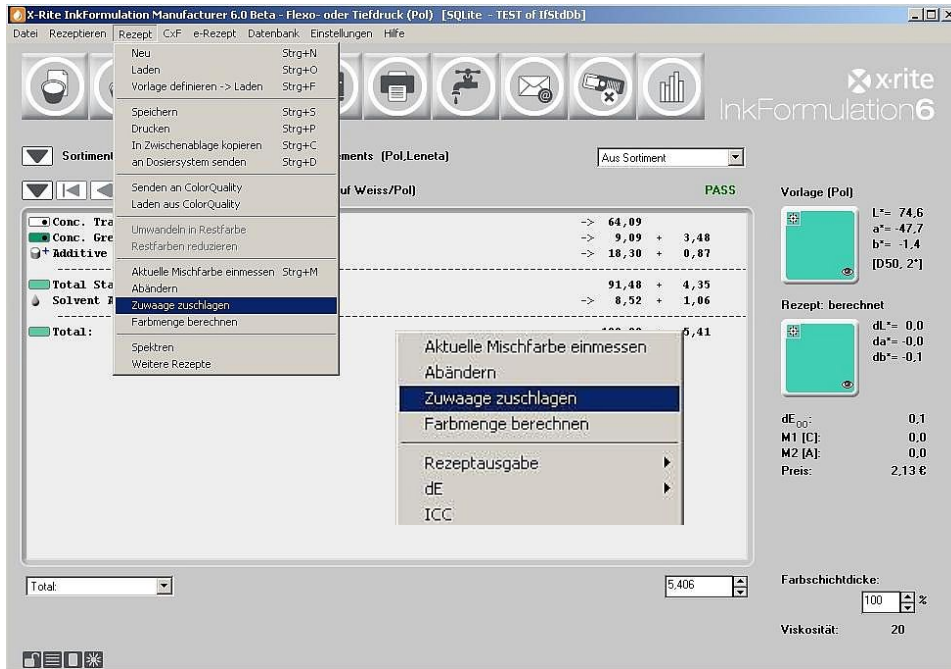 X-Rite InkFormulation Manufacturer 6.0 Beta - Flexo- oder Tiefdruck (Pol) [SQLite - TEST of IfStdDb]
Datei Rezeptieren Rezept CxF e-Rezept Datenbank Einstellungen Hilfe
Neu Strg+N
Laden Strg+O
Vorlage definieren -> Laden Strg+F
Speichern Strg+S
Drucken Strg+P
In Zwischenablage kopieren Strg+C
an Dosiersystem senden Strg+D
Senden an ColorQuality
Laden aus ColorQuality
Umwandeln in Restfarbe
Restfarben reduzieren
Aktuelle Mischfarbe einmessen Strg+M
Abändern
Zuwaage zuschlagen
Farbmenge berechnen
Spektren
Weitere Rezepte
x-rite
InkFormulation6
Sortiment (Pol,Leneta) Aus Sortiment
Weiss/Pol) PASS
Conc. -> 64,09
Conc. -> 9,09 + 3,48
Additive -> 18,30 + 0,87
Total 91,48 + 4,35
Solvent -> 8,52 + 1,06
Total: 5,41
Aktuelle Mischfarbe einmessen
Abändern
Zuwaage zuschlagen
Farbmenge berechnen
Rezeptausgabe
dE
ICC
Total: 5,406
Vorlage (Pol)
L*= 74,6
a*= -47,7
b*= -1,4
[D50, 2°]
Rezept: berechnet
dL*= 0,0
da*= -0,0
db*= -0,1
dE00: 0,1
M1 [C]: 0,0
M2 [A]: 0,0
Preis: 2,13 €
Farbschichtdicke:
100 %
Viskosität: 20